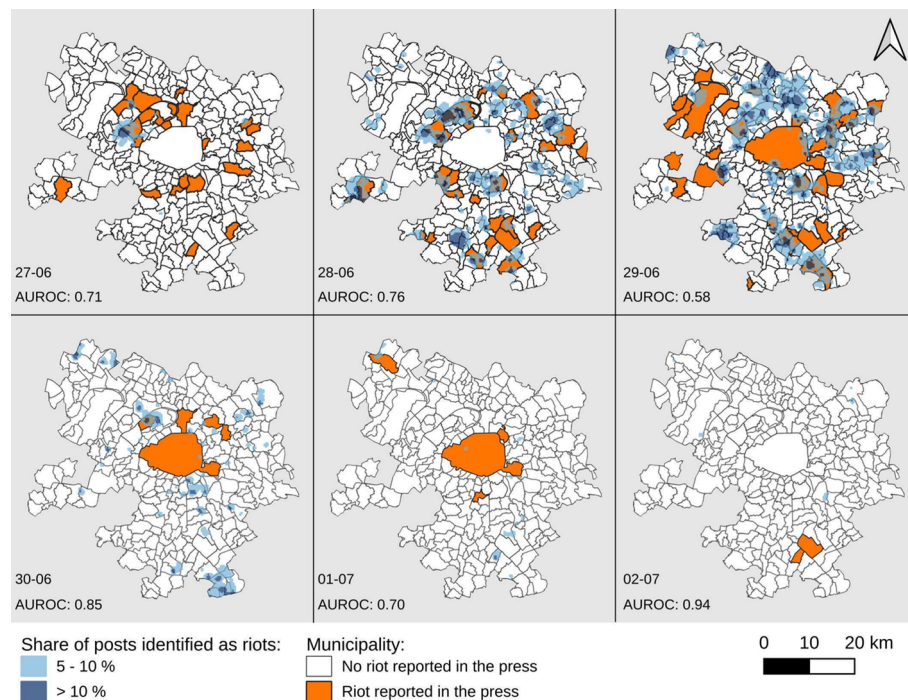 27-06
AUROC: 0.71
28-06
AUROC: 0.76
29-06
AUROC: 0.58
30-06
AUROC: 0.85
01-07
AUROC: 0.70
02-07
AUROC: 0.94
Share of posts identified as riots:
5 - 10 %
> 10 %
Municipality:
No riot reported in the press
Riot reported in the press
0 10 20 km